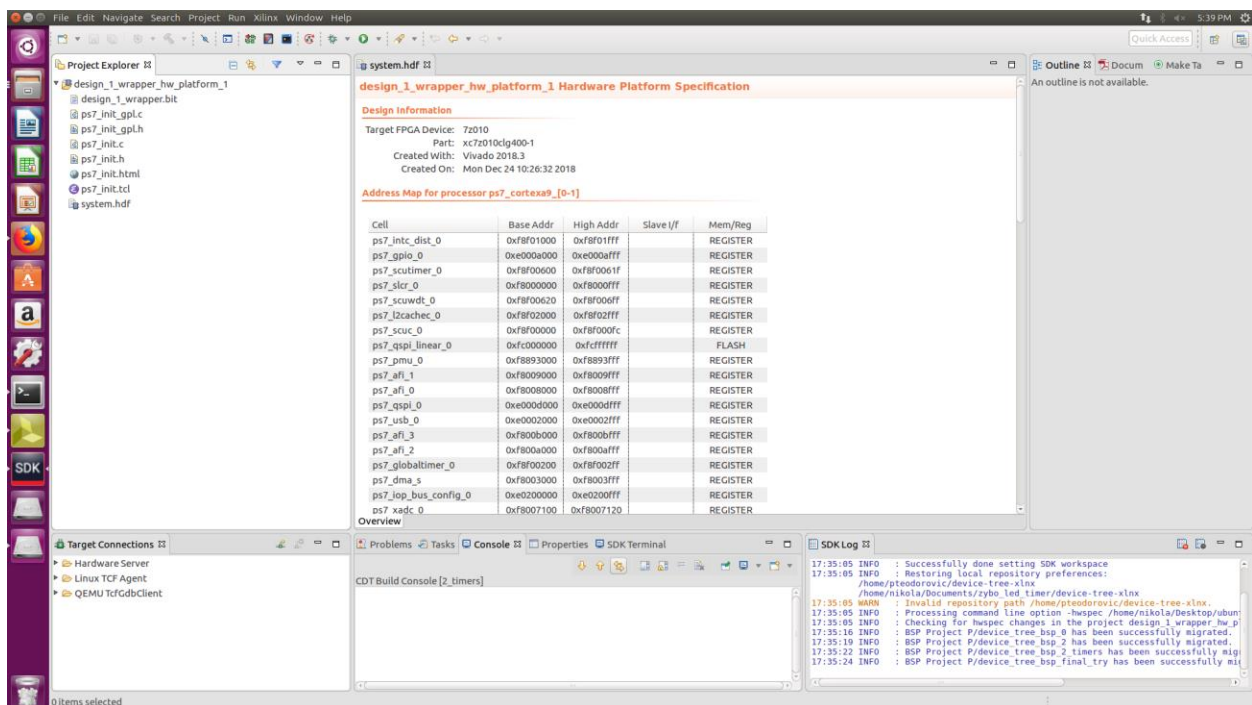 File Edit Navigate Search Project Run Xilinx Window Help
5:39 PM
Quick Access
Project Explorer
design_1_wrapper_hw_platform_1
design_1_wrapper.bit
ps7_init_gpl.c
ps7_init_gpl.h
ps7_init.c
ps7_init.h
ps7_init.html
ps7_init.tcl
system.hdf
system.hdf
design_1_wrapper_hw_platform_1 Hardware Platform Specification
Design Information
Target FPGA Device: 7z010
Part: xc7z010clg400-1
Created With: Vivado 2018.3
Created On: Mon Dec 24 10:26:32 2018
Address Map for processor ps7_cortexa9_[0-1]
Cell Base Addr High Addr Slave I/f Mem/Reg
ps7_intc_dist_0 0xf8f01000 0xf8f01fff REGISTER
ps7_gpio_0 0xe000a000 0xe000afff REGISTER
ps7_scutimer_0 0xf8f00600 0xf8f0061f REGISTER
ps7_slcr_0 0xf8000000 0xf8000fff REGISTER
ps7_scuwdt_0 0xf8f00620 0xf8f006ff REGISTER
ps7_l2cachec_0 0xf8f02000 0xf8f02fff REGISTER
ps7_scuc_0 0xf8f00000 0xf8f000fc REGISTER
ps7_qspi_linear_0 0xfc000000 0xfcffffff FLASH
ps7_pmu_0 0xf8893000 0xf8893fff REGISTER
ps7_afi_1 0xf8009000 0xf8009fff REGISTER
ps7_afi_0 0xf8008000 0xf8008fff REGISTER
ps7_qspi_0 0xe000d000 0xe000dfff REGISTER
ps7_usb_0 0xe0002000 0xe0002fff REGISTER
ps7_afi_3 0xf800b000 0xf800bfff REGISTER
ps7_afi_2 0xf800a000 0xf800afff REGISTER
ps7_globaltimer_0 0xf8f00200 0xf8f002ff REGISTER
ps7_dma_s 0xf8003000 0xf8003fff REGISTER
ps7_iop_bus_config_0 0xe0200000 0xe0200fff REGISTER
ps7_xadc_0 0xf8007100 0xf8007120 REGISTER
Overview
Outline Docum Make Ta
An outline is not available.
a
SDK
Target Connections
Hardware Server
Linux TCF Agent
QEMU TcfGdbClient
Problems Tasks Console Properties SDK Terminal
CDT Build Console [2_timers]
SDK Log
17:35:05 INFO : Successfully done setting SDK workspace
17:35:05 INFO : Restoring local repository preferences:
/home/pteodorovic/device-tree-xlnx
/home/nikola/Documents/zybo_led_timer/device-tree-xlnx
17:35:05 WARN : Invalid repository path /home/pteodorovic/device-tree-xlnx.
17:35:05 INFO : Processing command line option -hwspec /home/nikola/Desktop/ubun
17:35:05 INFO : Checking for hwspec changes in the project design_1_wrapper_hw_p
17:35:16 INFO : BSP Project P/device_tree_bsp_0 has been successfully migrated.
17:35:19 INFO : BSP Project P/device_tree_bsp_2 has been successfully migrated.
17:35:22 INFO : BSP Project P/device_tree_bsp_2_timers has been successfully mig
17:35:24 INFO : BSP Project P/device_tree_bsp_final_try has been successfully mi
0 items selected